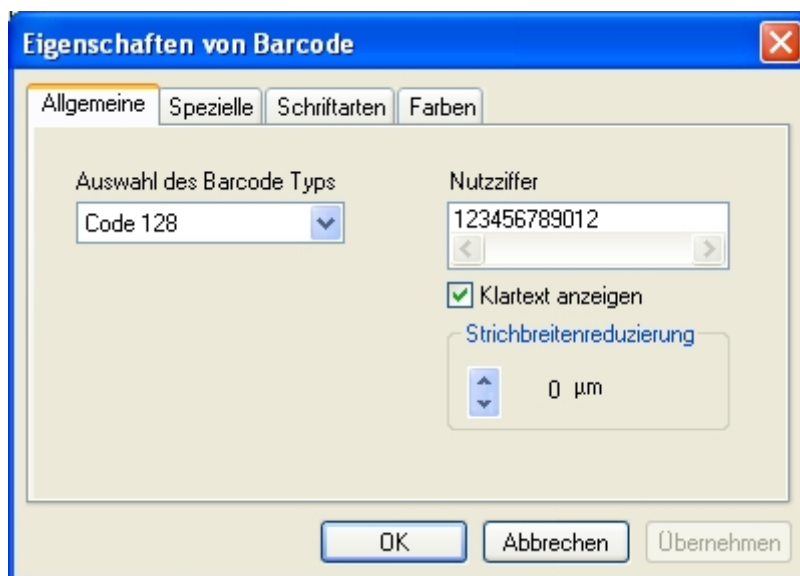 Eigenschaften von Barcode
Allgemeine Spezielle Schriftarten Farben
Auswahl des Barcode Typs
Code 128
Nutzziffer
123456789012
Klartext anzeigen
Strichbreitenreduzierung
0 µm
OK Abbrechen Übernehmen